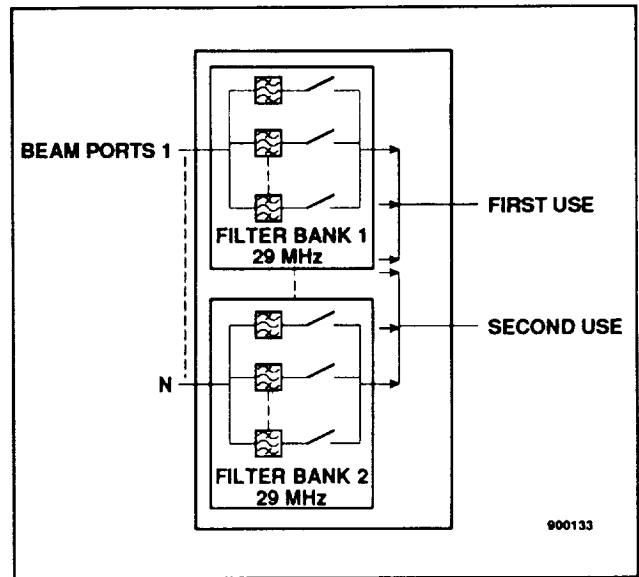 BEAM PORTS 1
FILTER BANK 1
29 MHz
FIRST USE
SECOND USE
N
FILTER BANK 2
29 MHz
900133